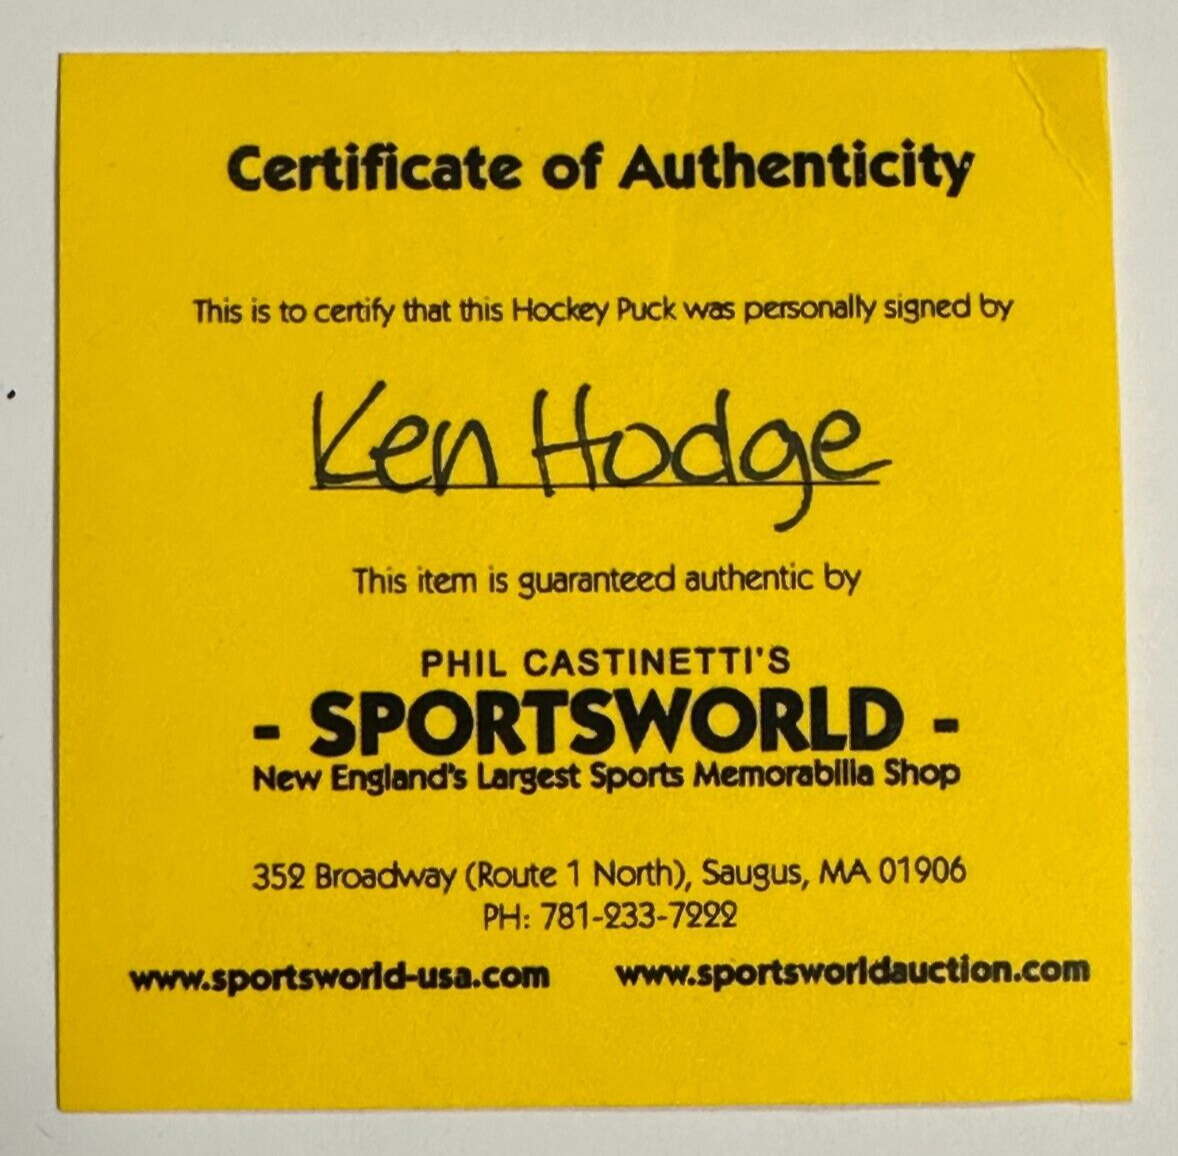 Certificate of Authenticity
This is to certify that this Hockey Puck was personally signed by
Ken Hodge
This item is guaranteed authentic by
PHIL CASTINETTI'S
- SPORTSWORLD -
New England's Largest Sports Memorabilia Shop
352 Broadway (Route 1 North), Saugus, MA 01906
PH: 781-233-7222
www.sportsworld-usa.com www.sportsworldauction.com